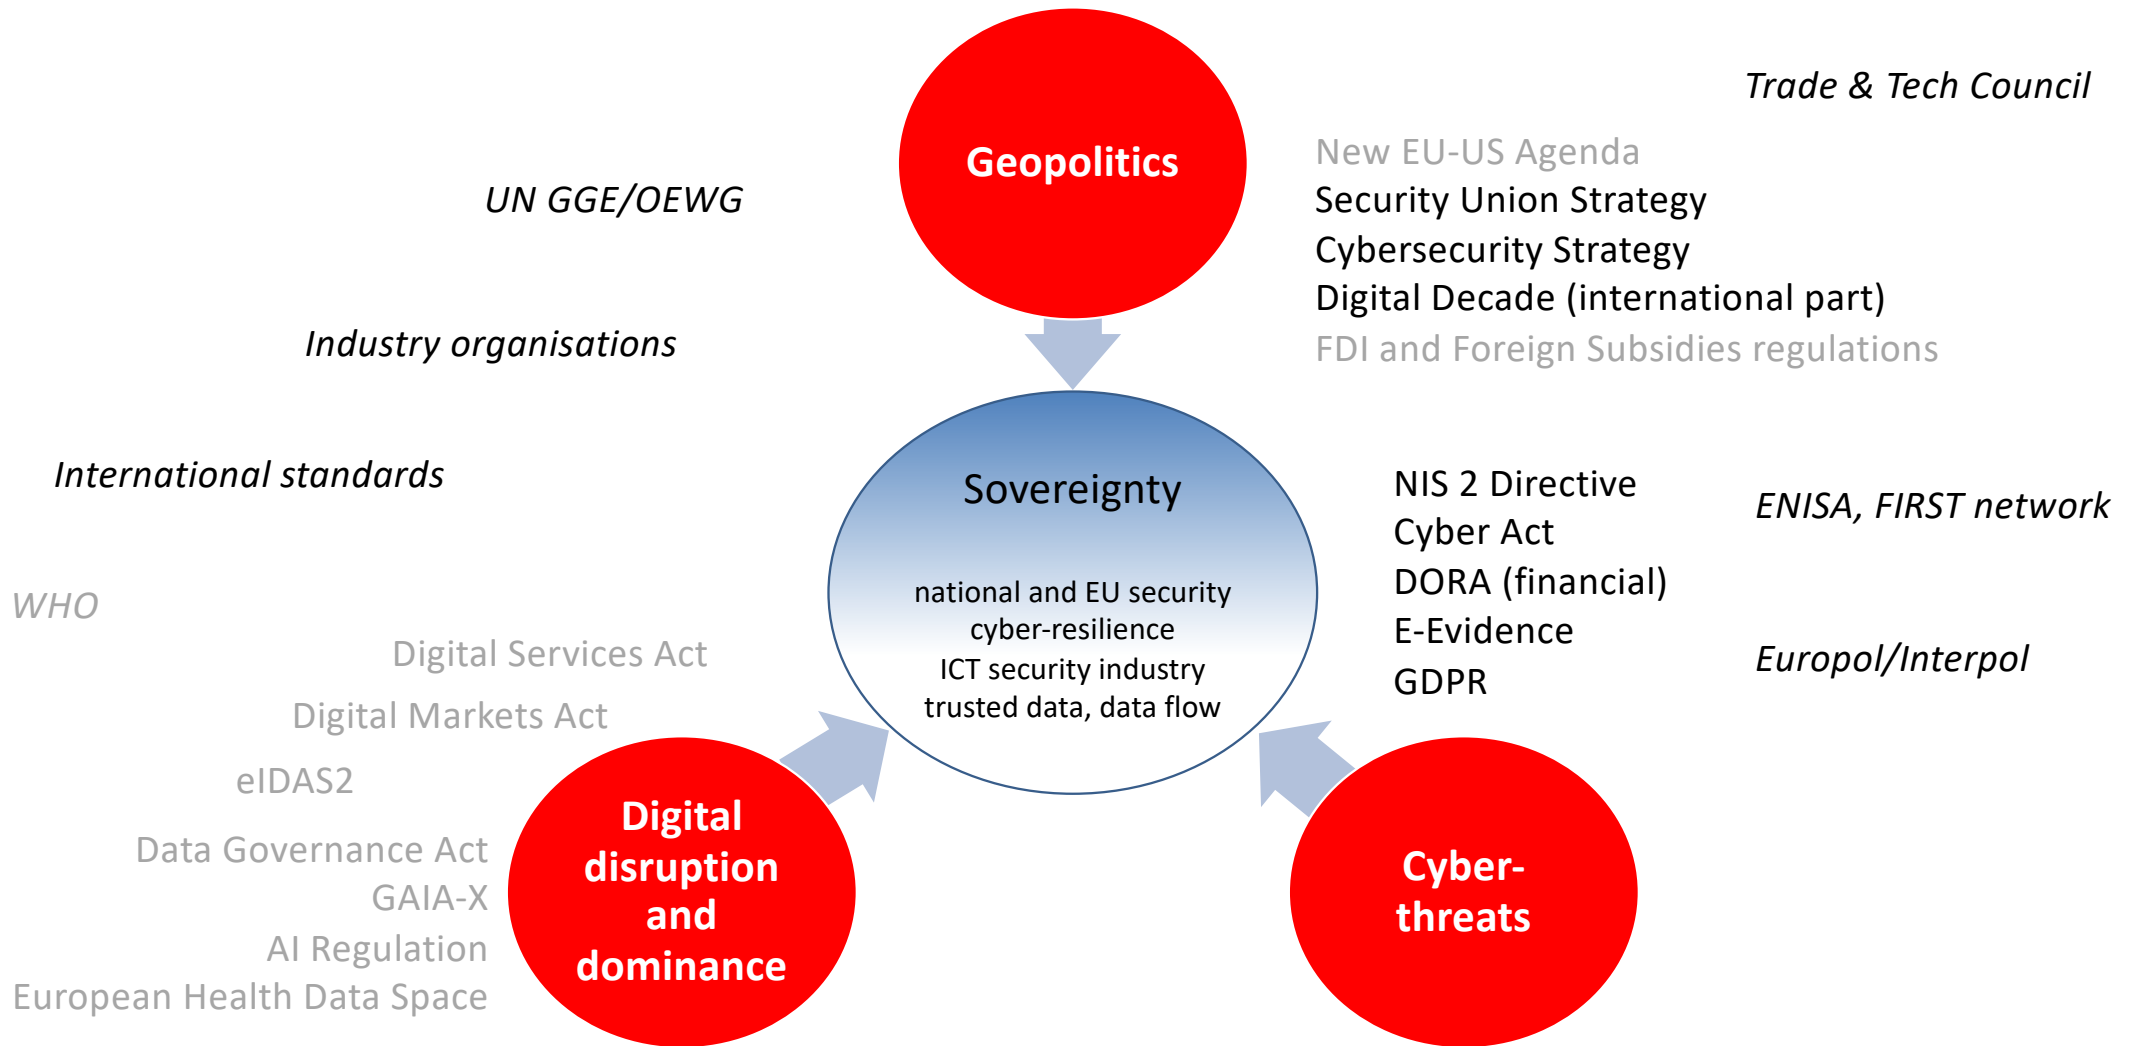 Trade & Tech Council
Geopolitics
New EU-US Agenda
Security Union Strategy
Cybersecurity Strategy
Digital Decade (international part)
FDI and Foreign Subsidies regulations
UN GGE/OEWG
Industry organisations
International standards
WHO
Sovereignty
national and EU security
cyber-resilience
ICT security industry
trusted data, data flow
NIS 2 Directive
Cyber Act
DORA (financial)
E-Evidence
GDPR
ENISA, FIRST network
Europol/Interpol
Digital Services Act
Digital Markets Act
eIDAS2
Data Governance Act
GAIA-X
AI Regulation
European Health Data Space
Digital
disruption
and
dominance
Cyber-
threats